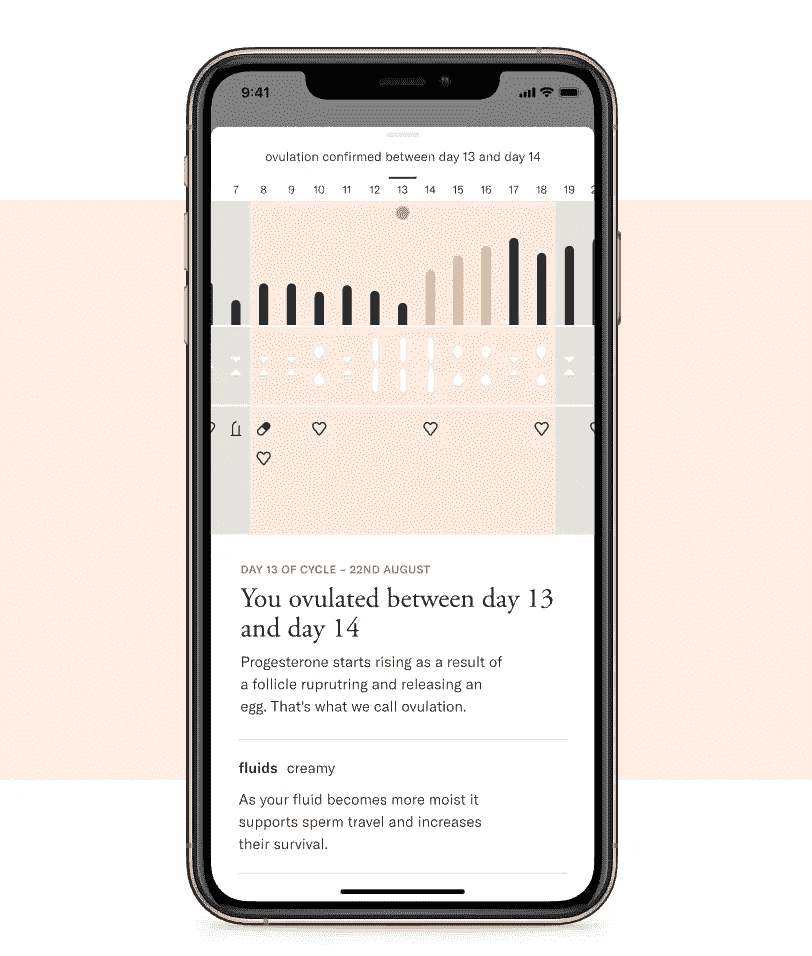 9:41
ovulation confirmed between day 13 and day 14
7 8 9 10 11 12 13 14 15 16 17 18 19
DAY 13 OF CYCLE – 22ND AUGUST
You ovulated between day 13
and day 14
Progesterone starts rising as a result of
a follicle ruprutring and releasing an
egg. That's what we call ovulation.
fluids creamy
As your fluid becomes more moist it
supports sperm travel and increases
their survival.